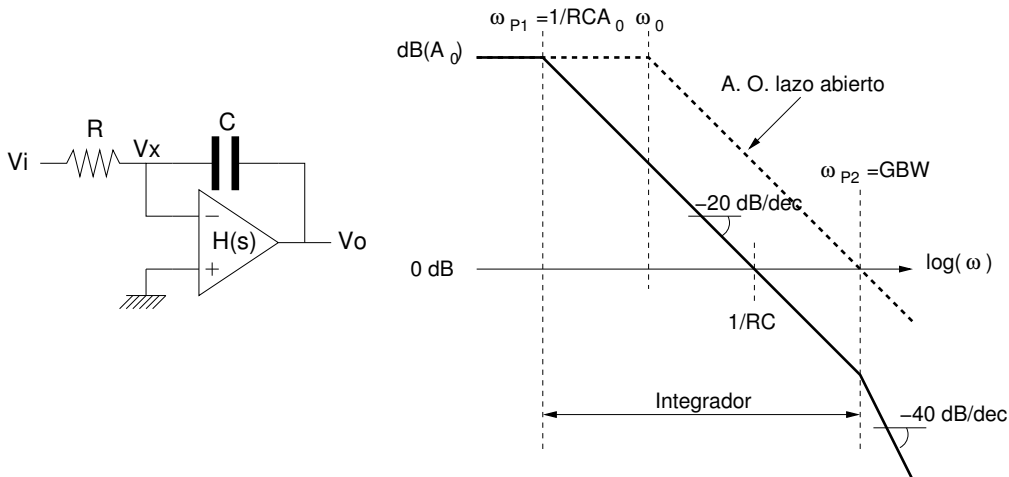 ω P1 =1/RCA 0 ω 0
dB(A 0)
A. O. lazo abierto
R
C
Vi
Vx
ω P2 =GBW
−20 dB/dec
−
H(s)
Vo
+
0 dB
log( ω )
1/RC
Integrador
−40 dB/dec